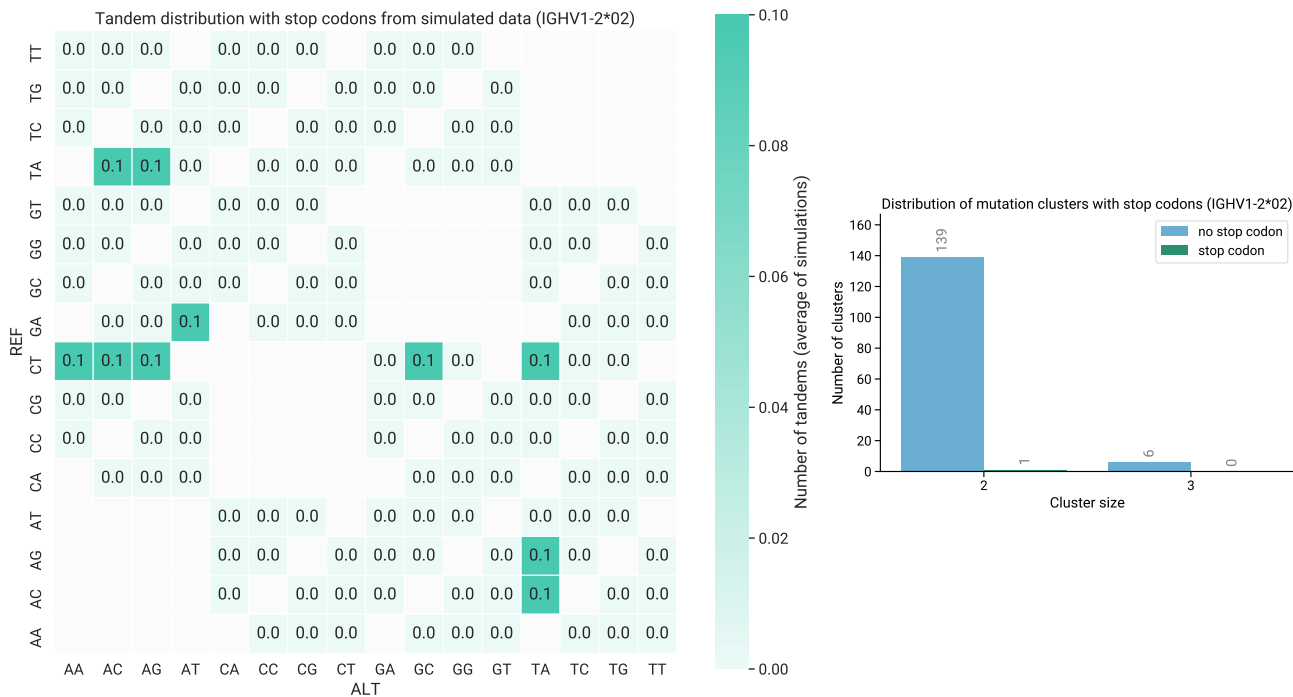 Tandem distribution with stop codons from simulated data (IGHV1-2*02)
TT 0.0 0.0 0.0 0.0 0.0 0.0 0.0 0.0 0.0
TG 0.0 0.0 0.0 0.0 0.0 0.0 0.0 0.0 0.0
TC 0.0 0.0 0.0 0.0 0.0 0.0 0.0 0.0 0.0
TA 0.1 0.1 0.0 0.0 0.0 0.0 0.0 0.0 0.0
GT 0.0 0.0 0.0 0.0 0.0 0.0 0.0 0.0 0.0
GG 0.0 0.0 0.0 0.0 0.0 0.0 0.0 0.0 0.0
GC 0.0 0.0 0.0 0.0 0.0 0.0 0.0 0.0 0.0
GA 0.0 0.0 0.1 0.0 0.0 0.0 0.0 0.0 0.0
CT 0.1 0.1 0.1 0.0 0.1 0.0 0.1 0.0 0.0
CG 0.0 0.0 0.0 0.0 0.0 0.0 0.0 0.0 0.0
CC 0.0 0.0 0.0 0.0 0.0 0.0 0.0 0.0 0.0
CA 0.0 0.0 0.0 0.0 0.0 0.0 0.0 0.0 0.0
AT 0.0 0.0 0.0 0.0 0.0 0.0 0.0 0.0 0.0
AG 0.0 0.0 0.0 0.0 0.0 0.0 0.1 0.0 0.0
AC 0.0 0.0 0.0 0.0 0.0 0.0 0.1 0.0 0.0
AA 0.0 0.0 0.0 0.0 0.0 0.0 0.0 0.0 0.0
REF
AA AC AG AT CA CC CG CT GA GC GG GT TA TC TG TT
ALT
0.10
0.08
0.06
0.04
0.02
0.00
Number of tandems (average of simulations)
Distribution of mutation clusters with stop codons (IGHV1-2*02)
no stop codon
stop codon
160
140
120
100
80
60
40
20
0
Number of clusters
139
1
6
0
2
3
Cluster size